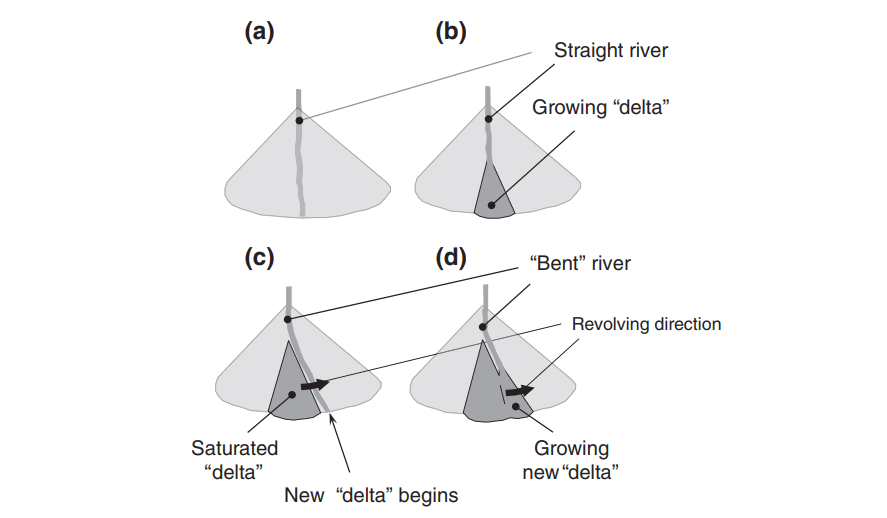 (a)
(b)
Straight river
Growing “delta”
(c)
(d)
“Bent” river
Revolving direction
Saturated
“delta”
Growing
new “delta”
New “delta” begins